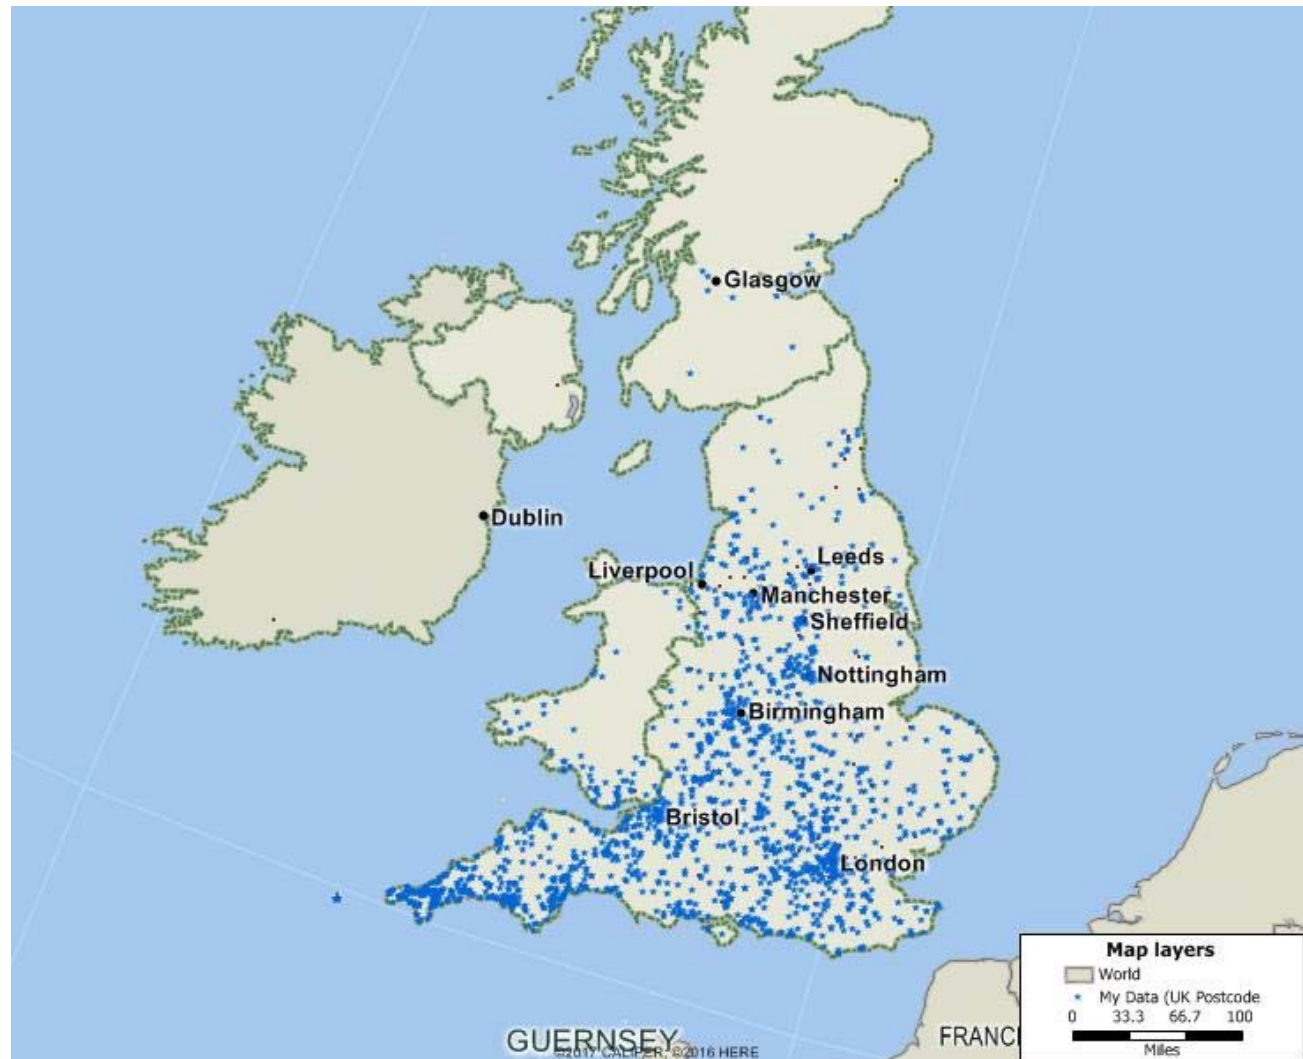 Glasgow
Dublin
Leeds
Liverpool
Manchester
Sheffield
Nottingham
Birmingham
Bristol
London
GUERNSEY
©2017 CALIPER; ©2016 HERE
FRANC
Map layers
World
My Data (UK Postcode
0 33.3 66.7 100
Miles